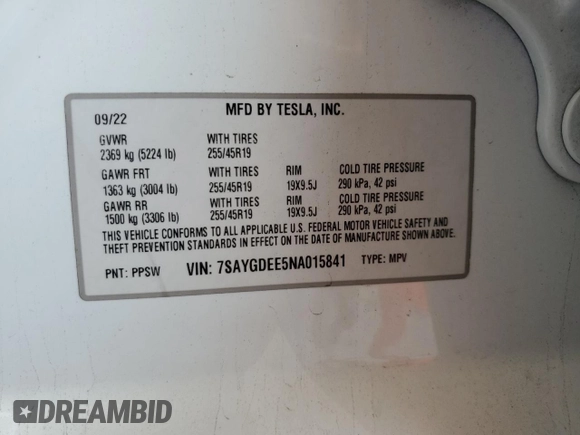 MFD BY TESLA, INC.
09/22
GVWR WITH TIRES
2369 kg (5224 lb) 255/45R19
GAWR FRT WITH TIRES RIM COLD TIRE PRESSURE
1363 kg (3004 lb) 255/45R19 19X9.5J 290 kPa, 42 psi
GAWR RR WITH TIRES RIM COLD TIRE PRESSURE
1500 kg (3306 lb) 255/45R19 19X9.5J 290 kPa, 42 psi
THIS VEHICLE CONFORMS TO ALL APPLICABLE U.S. FEDERAL MOTOR VEHICLE SAFETY AND
THEFT PREVENTION STANDARDS IN EFFECT ON THE DATE OF MANUFACTURE SHOWN ABOVE.
PNT: PPSW VIN: 7SAYGDEE5NA015841 TYPE: MPV
DREAMBID